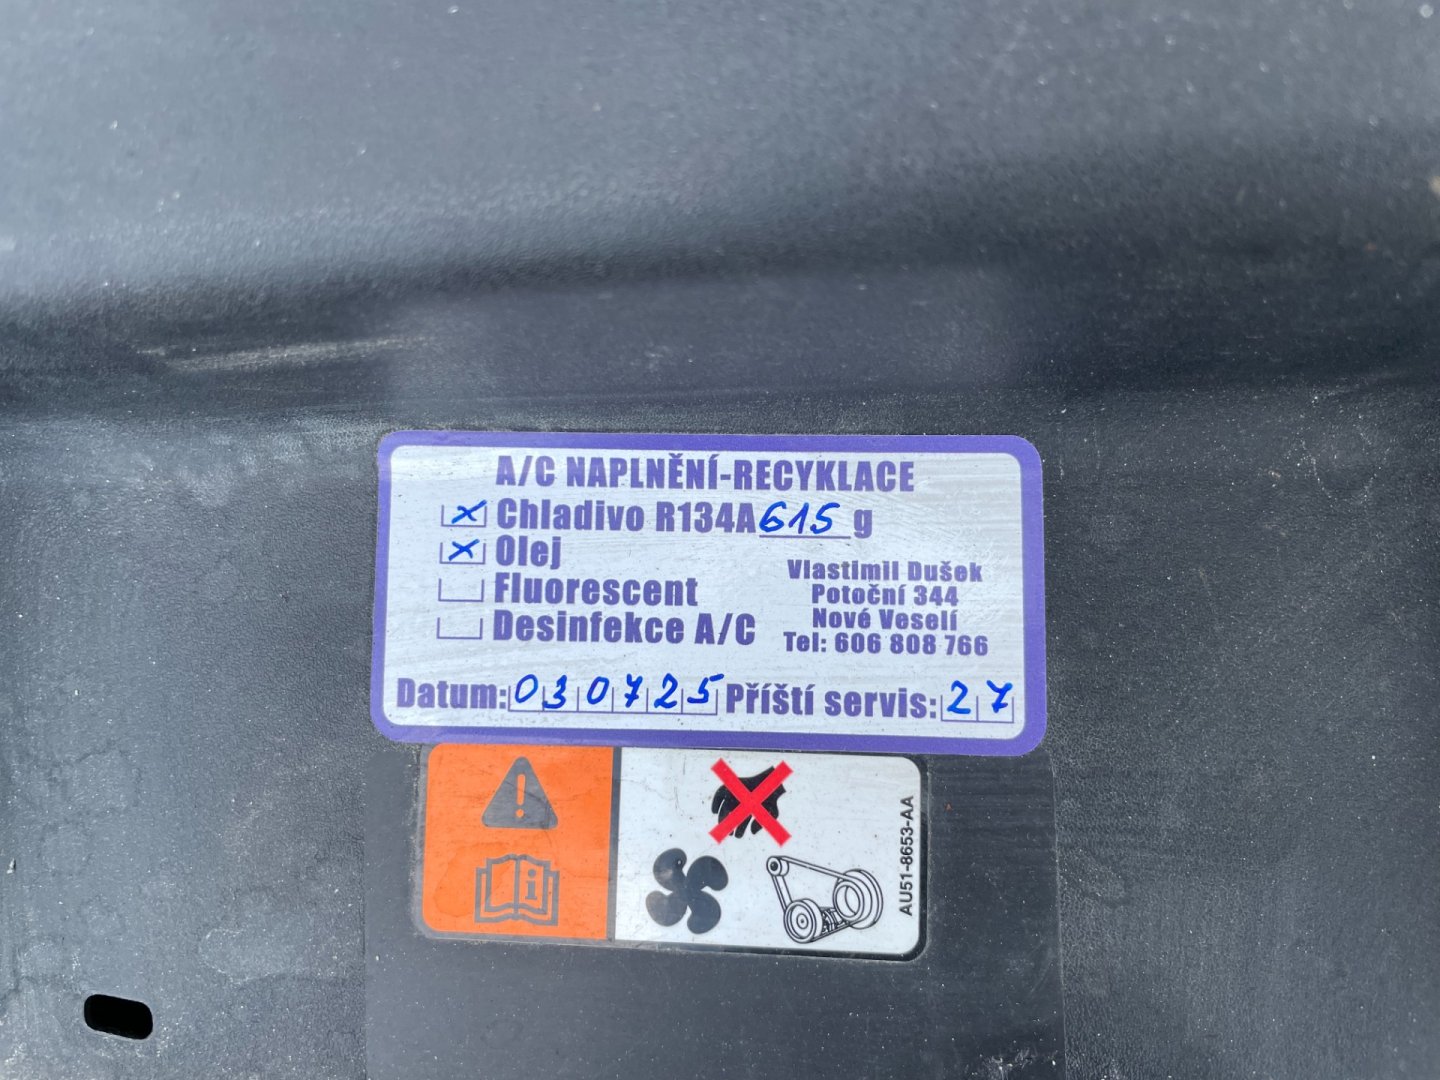 A/C NAPLNĚNÍ-RECYKLACE
x Chladivo R134A 615 g
x Olej
Fluorescent
Desinfekce A/C
Vlastimil Dušek
Potoční 344
Nové Veselí
Tel: 606 808 766
Datum: 030725 Příští servis: 27
AU51-8653-AA